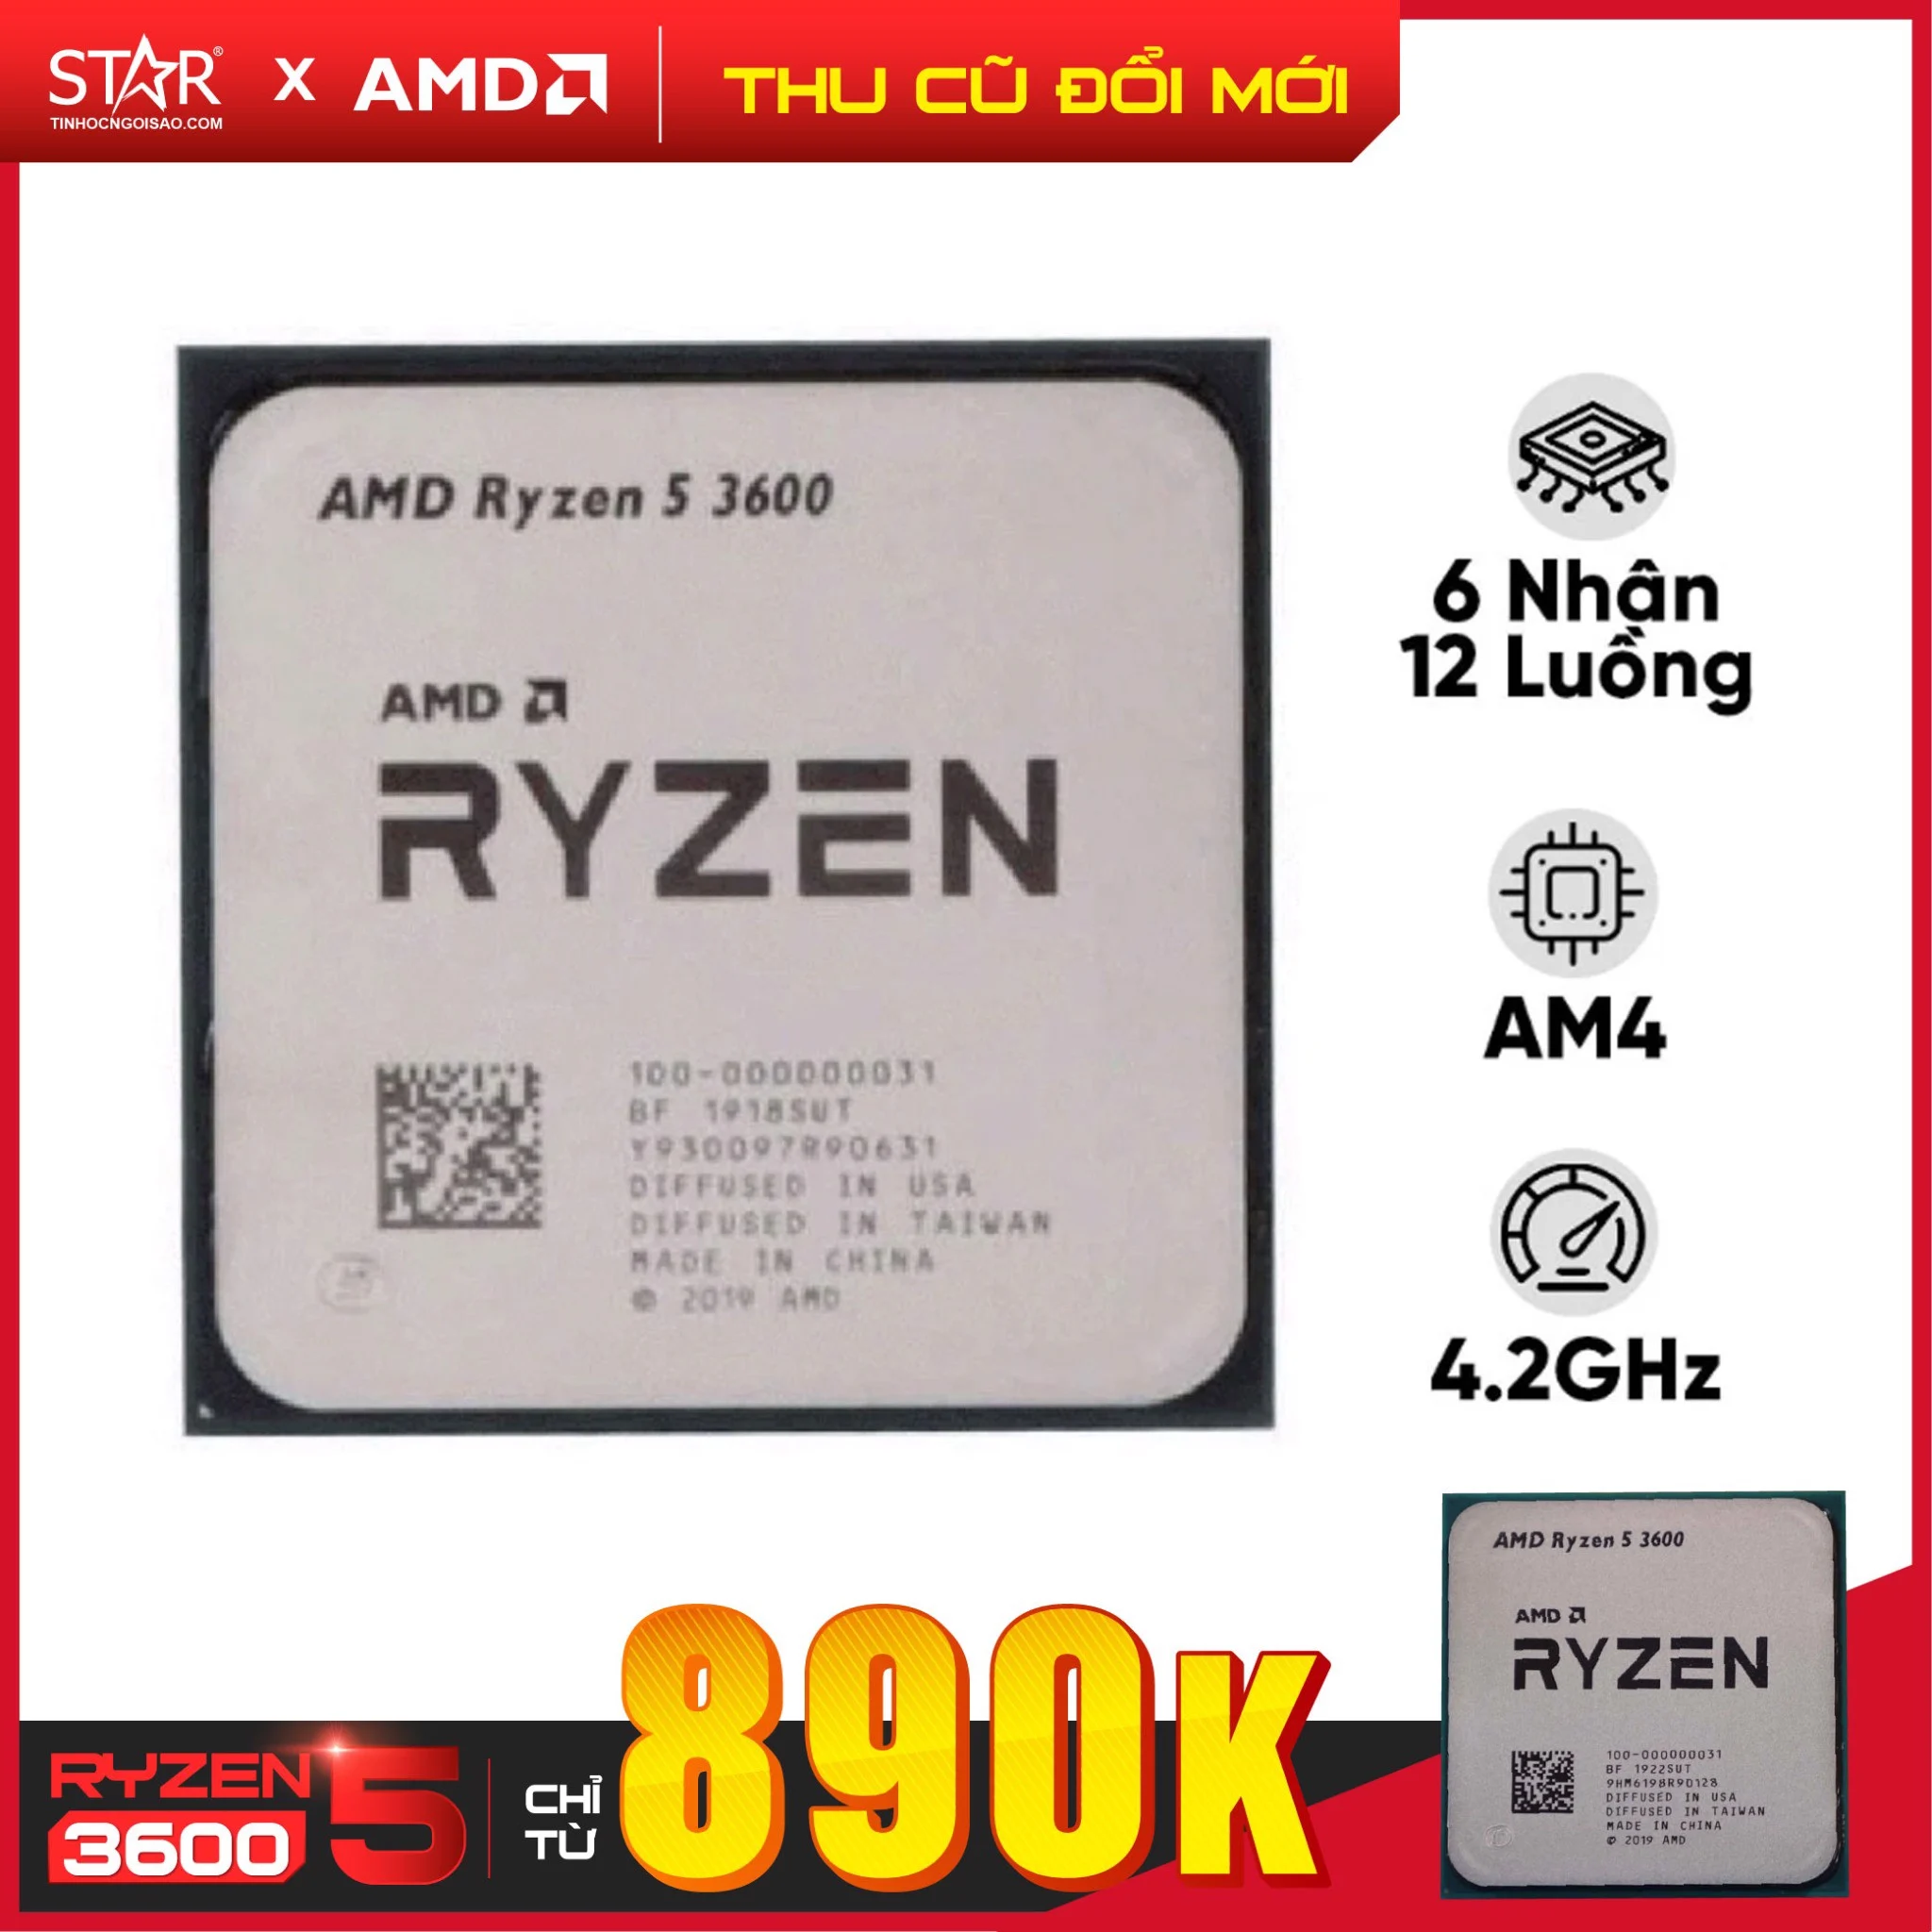 STAR® X AMD THU CŨ ĐỔI MỚI
TINHOCNGOISAO.COM
AMD Ryzen 5 3600
AMD
RYZEN
100-000000031
BF 1918SUT
Y930097R90631
DIFFUSED IN USA
DIFFUSED IN TAIWAN
MADE IN CHINA
© 2019 AMD
6 Nhân
12 Luồng
AM4
4.2GHz
RYZEN 5
3600
CHỈ
TỪ
890K
AMD Ryzen 5 3600
AMD
RYZEN
100-000000031
BF 1922SUT
9HM6198R90128
DIFFUSED IN USA
DIFFUSED IN TAIWAN
MADE IN CHINA
© 2019 AMD